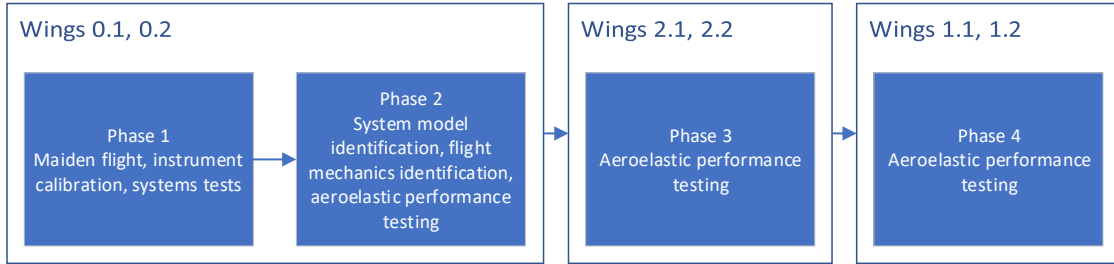 Wings 0.1, 0.2
Phase 1
Maiden flight, instrument
calibration, systems tests
Phase 2
System model
identification, flight
mechanics identification,
aeroelastic performance
testing
Wings 2.1, 2.2
Phase 3
Aeroelastic performance
testing
Wings 1.1, 1.2
Phase 4
Aeroelastic performance
testing